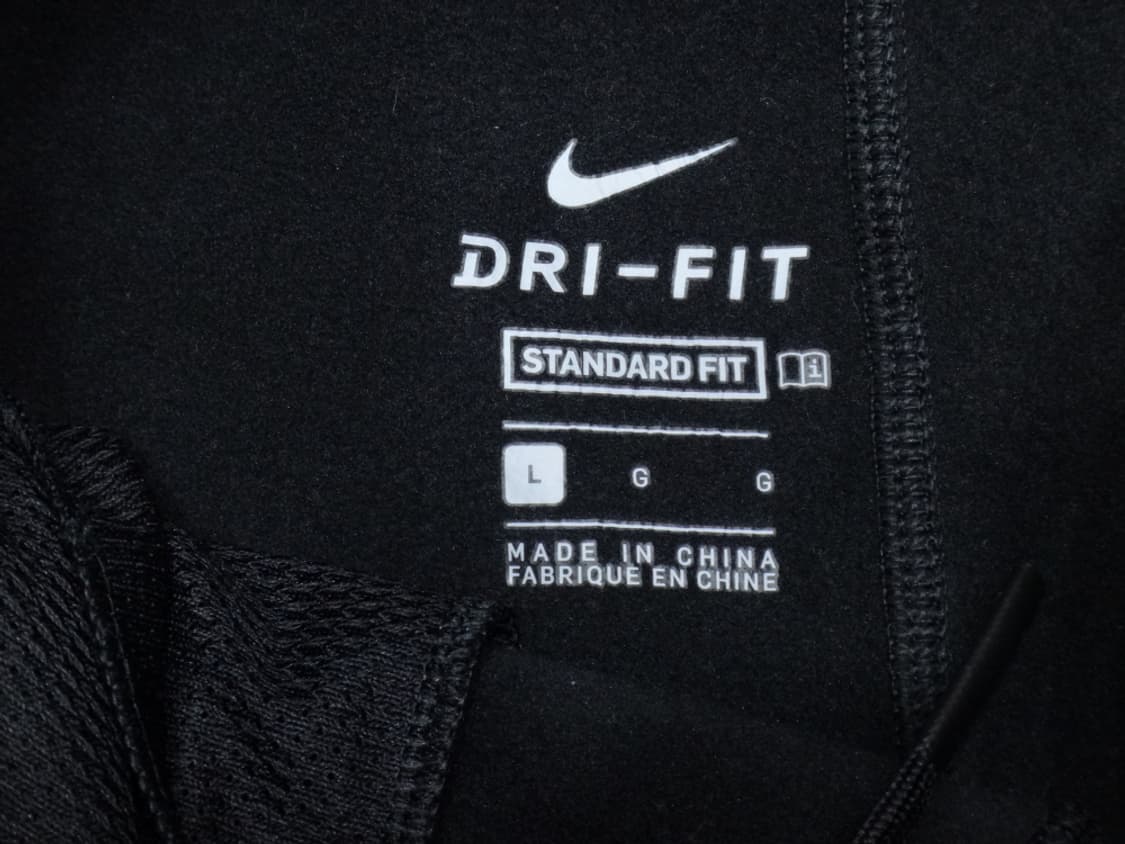 DRI-FIT
STANDARD FIT i
L G G
MADE IN CHINA
FABRIQUE EN CHINE